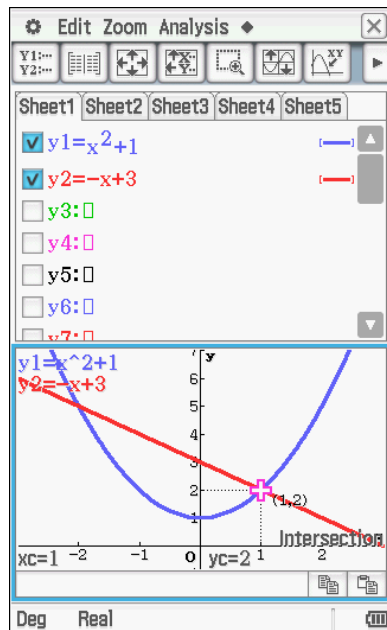 Edit Zoom Analysis
Y1:···
Y2:···
XY
Sheet1 Sheet2 Sheet3 Sheet4 Sheet5
y1=x²+1
y2=-x+3
y3:
y4:
y5:
y6:
y7:
y1=x^2+1
y2=-x+3
y
7
6
5
4
3
2
1
(1,2)
Intersection
-2 -1 0 1 2
xc=1 yc=2
Deg Real